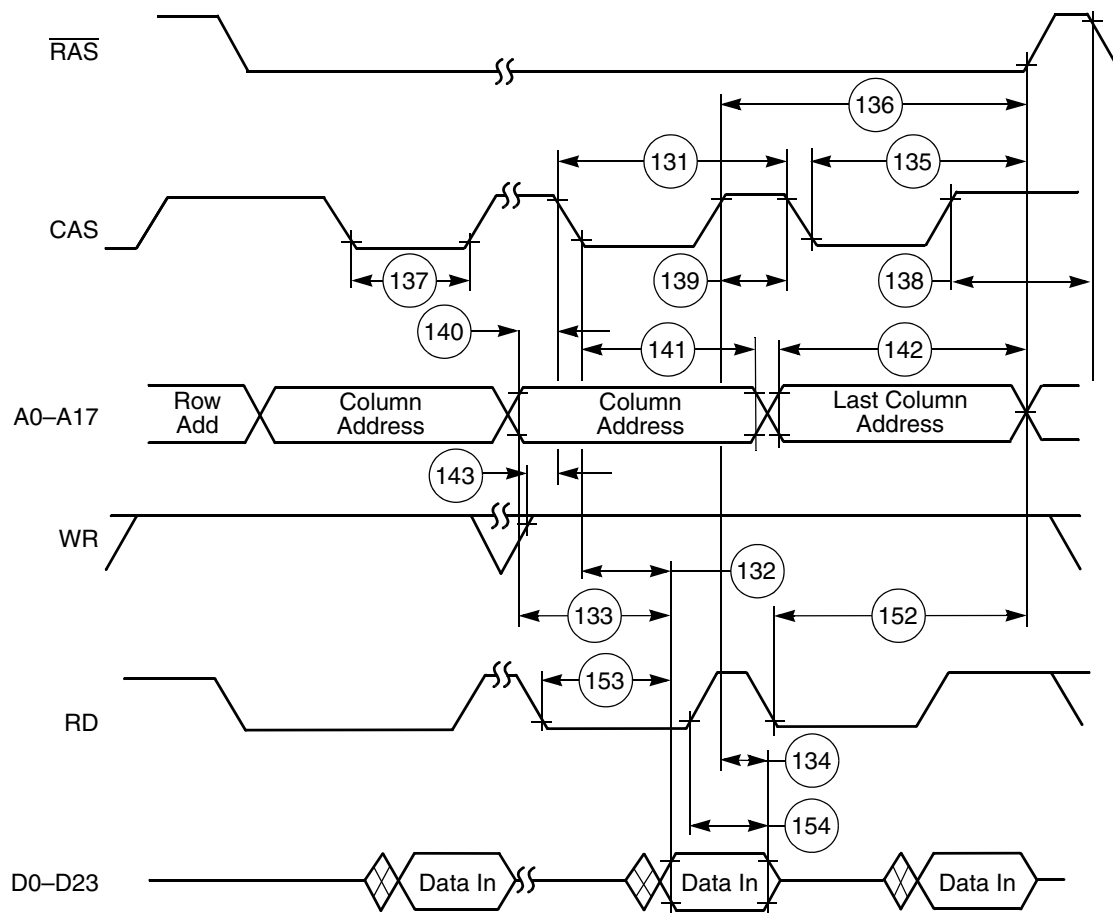 RAS
136
131
135
CAS
137
139
138
140
141
142
A0–A17
Row
Add
Column
Address
Column
Address
Last Column
Address
143
WR
132
133
152
153
RD
134
154
D0–D23
Data In
Data In
Data In